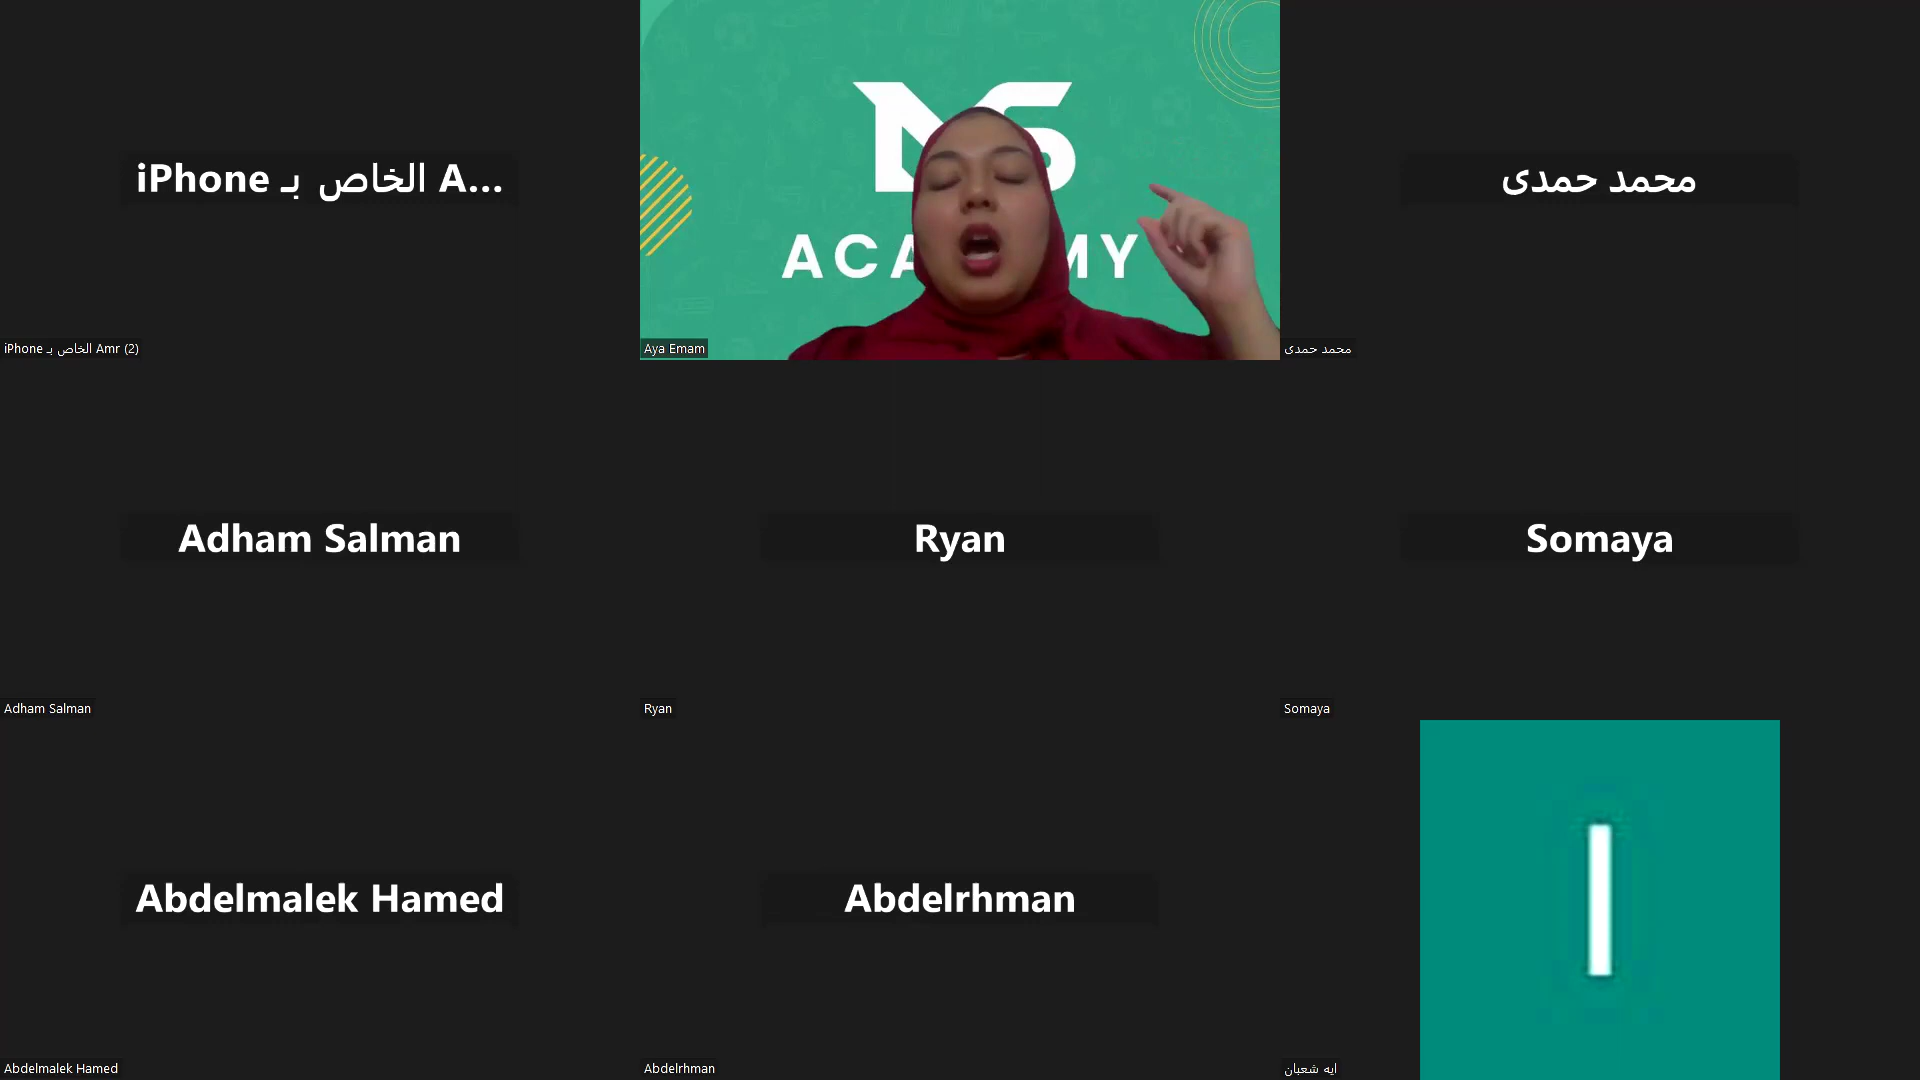 iPhone الخاص بـ A...
iPhone الخاص بـ Amr (2)
ACA MY
Aya Emam
محمد حمدى
محمد حمدى
Adham Salman
Adham Salman
Ryan
Ryan
Somaya
Somaya
Abdelmalek Hamed
Abdelmalek Hamed
Abdelrhman
Abdelrhman
ا
ايه شعبان